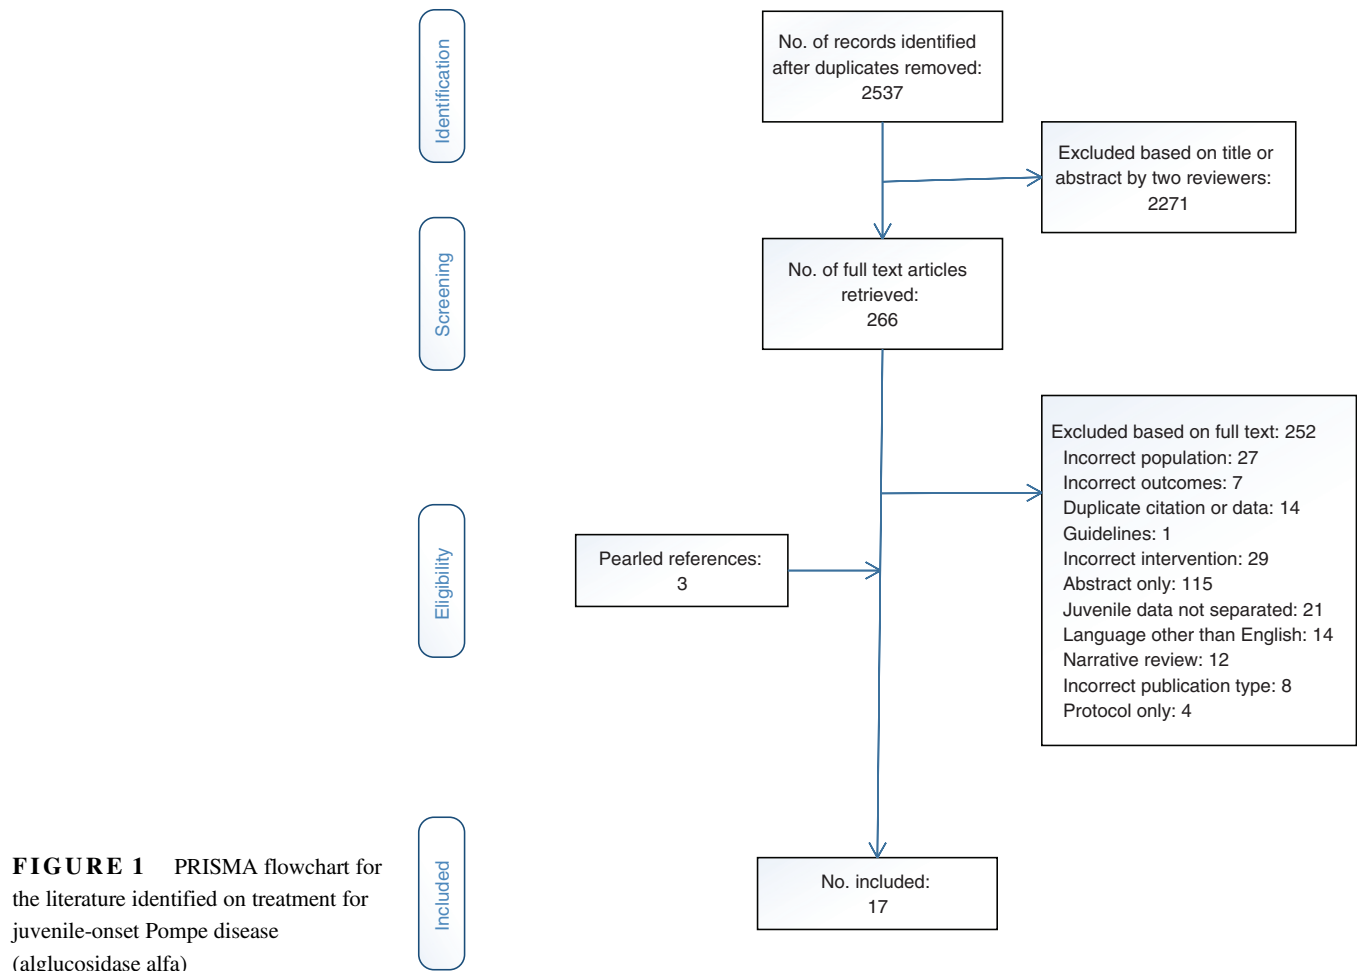 Identification
No. of records identified
after duplicates removed:
2537
Excluded based on title or
abstract by two reviewers:
2271
Screening
No. of full text articles
retrieved:
266
Eligibility
Excluded based on full text: 252
Incorrect population: 27
Incorrect outcomes: 7
Duplicate citation or data: 14
Guidelines: 1
Incorrect intervention: 29
Abstract only: 115
Juvenile data not separated: 21
Language other than English: 14
Narrative review: 12
Incorrect publication type: 8
Protocol only: 4
Pearled references:
3
Included
No. included:
17
FIGURE 1 PRISMA flowchart for
the literature identified on treatment for
juvenile-onset Pompe disease
(alglucosidase alfa)